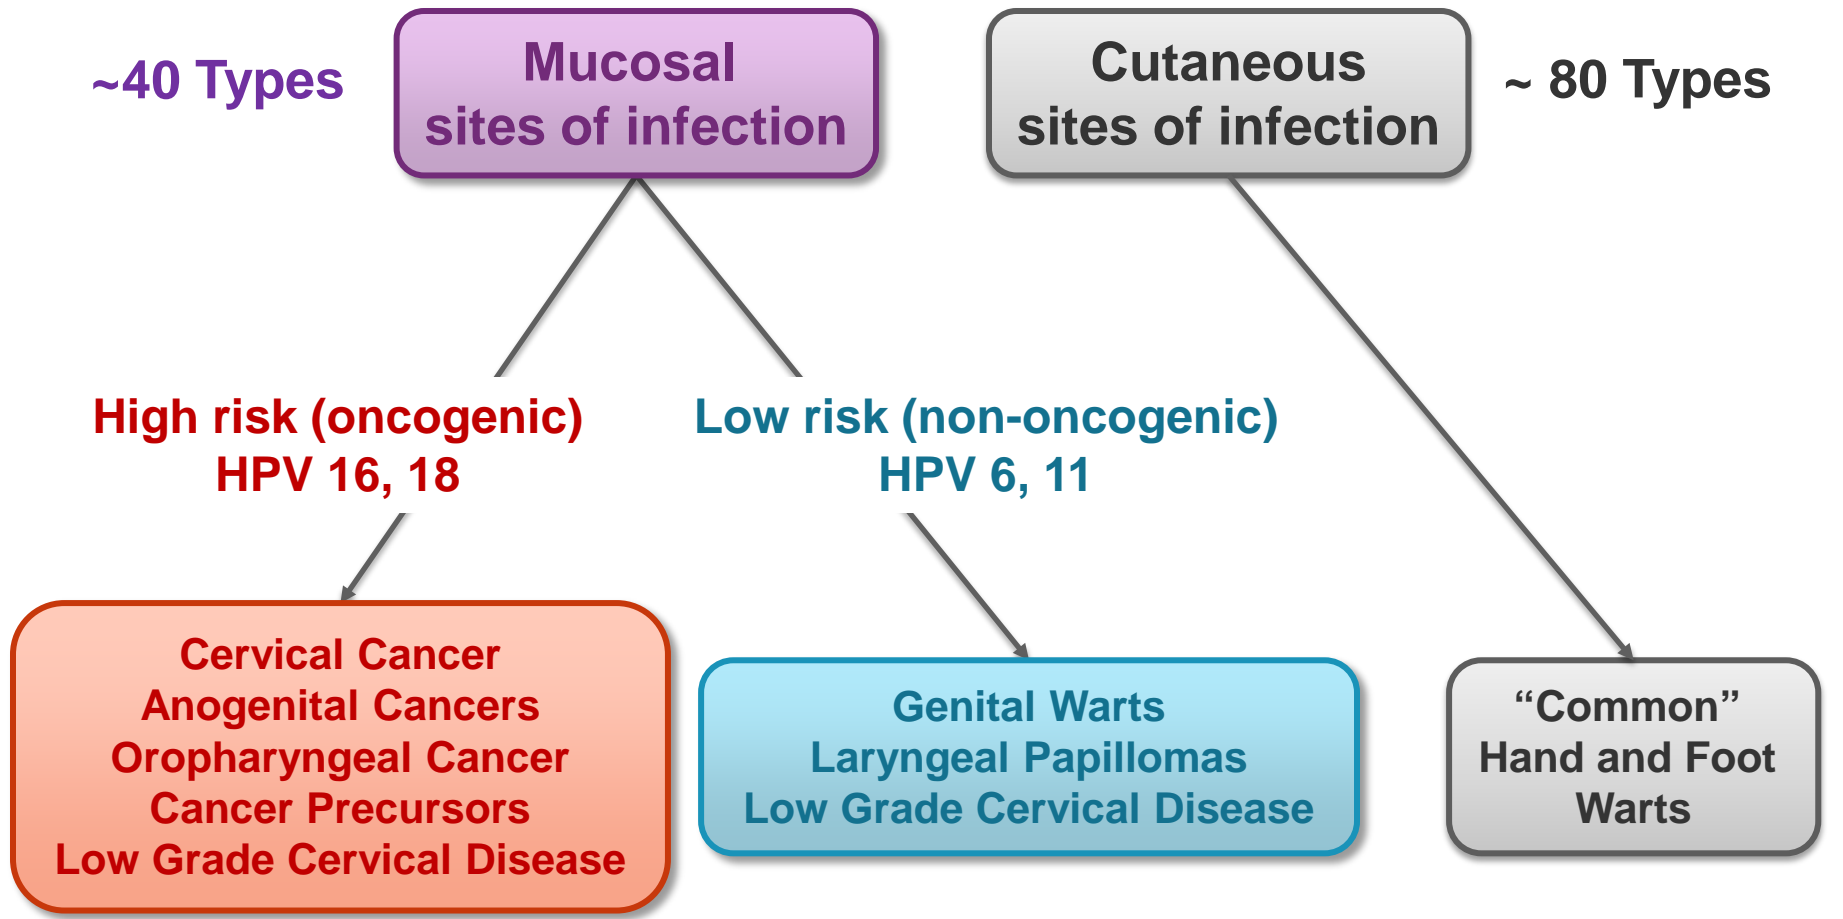 ~40 Types
Mucosal
sites of infection
Cutaneous
sites of infection
~ 80 Types
High risk (oncogenic)
HPV 16, 18
Low risk (non-oncogenic)
HPV 6, 11
Cervical Cancer
Anogenital Cancers
Oropharyngeal Cancer
Cancer Precursors
Low Grade Cervical Disease
Genital Warts
Laryngeal Papillomas
Low Grade Cervical Disease
“Common”
Hand and Foot
Warts